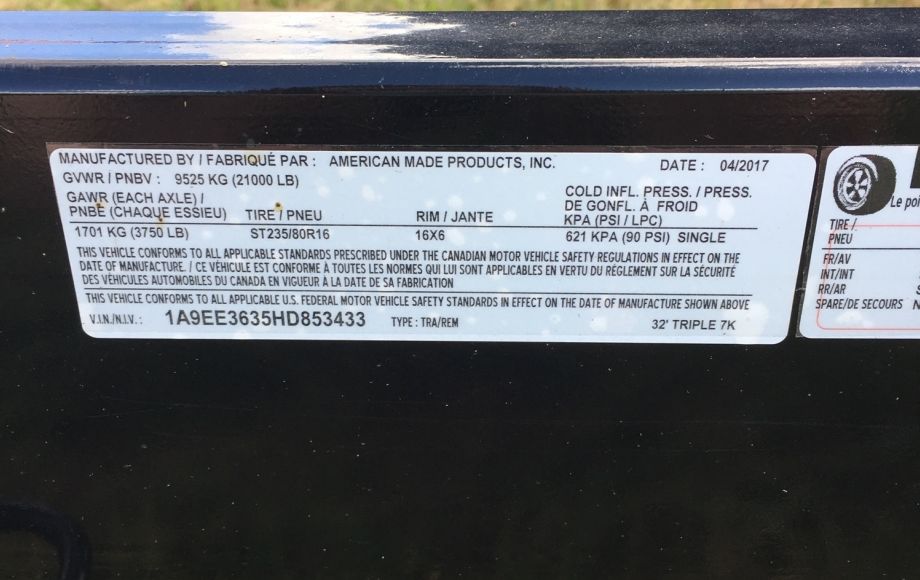 MANUFACTURED BY / FABRIQUÉ PAR : AMERICAN MADE PRODUCTS, INC. DATE : 04/2017
GVWR / PNBV : 9525 KG (21000 LB)
GAWR (EACH AXLE) / PNBE (CHAQUE ESSIEU) TIRE / PNEU RIM / JANTE COLD INFL. PRESS. / PRESS. DE GONFL. À FROID KPA (PSI / LPC)
1701 KG (3750 LB) ST235/80R16 16X6 621 KPA (90 PSI) SINGLE
THIS VEHICLE CONFORMS TO ALL APPLICABLE STANDARDS PRESCRIBED UNDER THE CANADIAN MOTOR VEHICLE SAFETY REGULATIONS IN EFFECT ON THE
DATE OF MANUFACTURE. / CE VÉHICULE EST CONFORME À TOUTES LES NORMES QUI LUI SONT APPLICABLES EN VERTU DU RÈGLEMENT SUR LA SÉCURITÉ
DES VÉHICULES AUTOMOBILES DU CANADA EN VIGUEUR À LA DATE DE SA FABRICATION
THIS VEHICLE CONFORMS TO ALL APPLICABLE U.S. FEDERAL MOTOR VEHICLE SAFETY STANDARDS IN EFFECT ON THE DATE OF MANUFACTURE SHOWN ABOVE
V.I.N./N.I.V. : 1A9EE3635HD853433 TYPE : TRA/REM 32' TRIPLE 7K
Le poi
TIRE /
PNEU
FR/AV
INT/INT
RR/AR
SPARE/DE SECOURS N